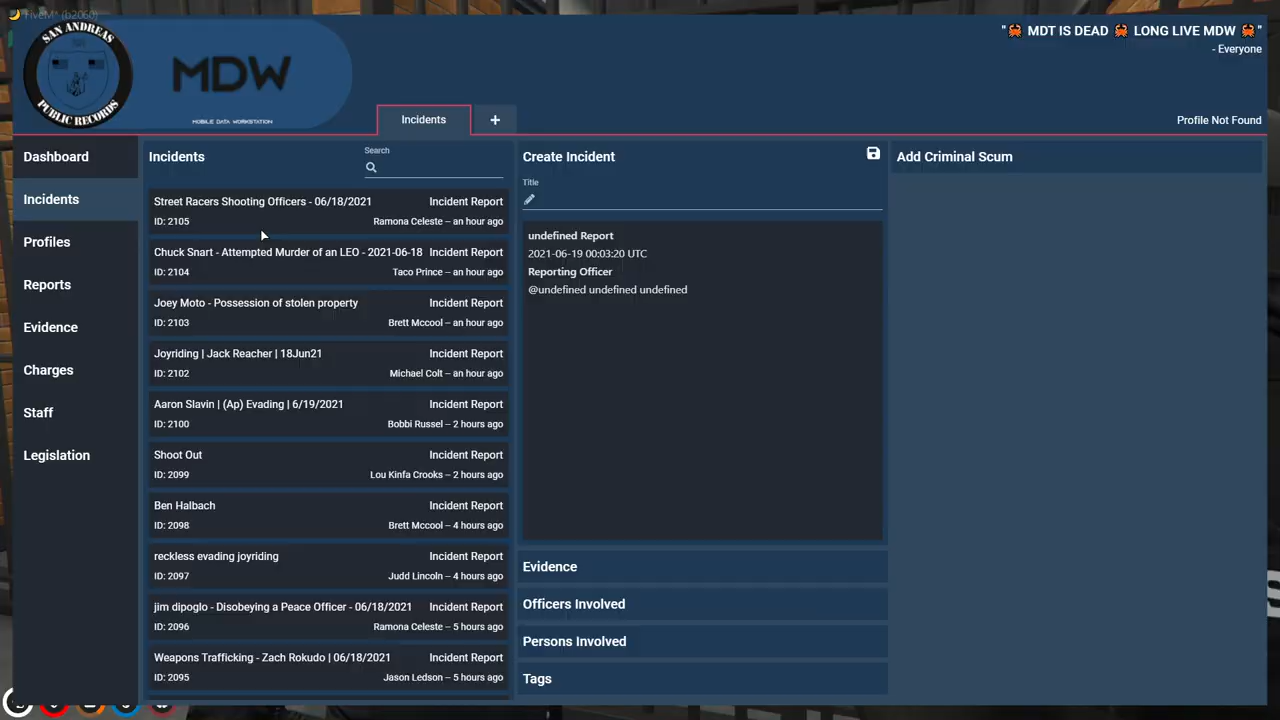 FiveM® (b2060)
SAN ANDREAS
PUBLIC RECORDS
MDW
MOBILE DATA WORKSTATION
"🦀 MDT IS DEAD 🦀 LONG LIVE MDW 🦀"
- Everyone
Incidents
+
Profile Not Found
Dashboard
Incidents
Profiles
Reports
Evidence
Charges
Staff
Legislation
Incidents
Search
Street Racers Shooting Officers - 06/18/2021 Incident Report
ID: 2105 Ramona Celeste – an hour ago
Chuck Snart - Attempted Murder of an LEO - 2021-06-18 Incident Report
ID: 2104 Taco Prince – an hour ago
Joey Moto - Possession of stolen property Incident Report
ID: 2103 Brett Mccool – an hour ago
Joyriding | Jack Reacher | 18Jun21 Incident Report
ID: 2102 Michael Colt – an hour ago
Aaron Slavin | (Ap) Evading | 6/19/2021 Incident Report
ID: 2100 Bobbi Russel – 2 hours ago
Shoot Out Incident Report
ID: 2099 Lou Kinfa Crooks – 2 hours ago
Ben Halbach Incident Report
ID: 2098 Brett Mccool – 4 hours ago
reckless evading joyriding Incident Report
ID: 2097 Judd Lincoln – 4 hours ago
jim dipoglo - Disobeying a Peace Officer - 06/18/2021 Incident Report
ID: 2096 Ramona Celeste – 5 hours ago
Weapons Trafficking - Zach Rokudo | 06/18/2021 Incident Report
ID: 2095 Jason Ledson – 5 hours ago
Create Incident
Title
undefined Report
2021-06-19 00:03:20 UTC
Reporting Officer
@undefined undefined undefined
Evidence
Officers Involved
Persons Involved
Tags
Add Criminal Scum